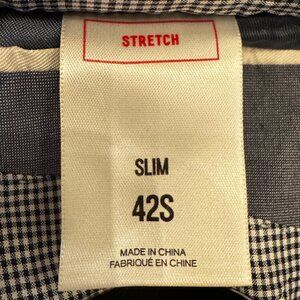 STRETCH
SLIM
42S
MADE IN CHINA
FABRIQUÉ EN CHINE